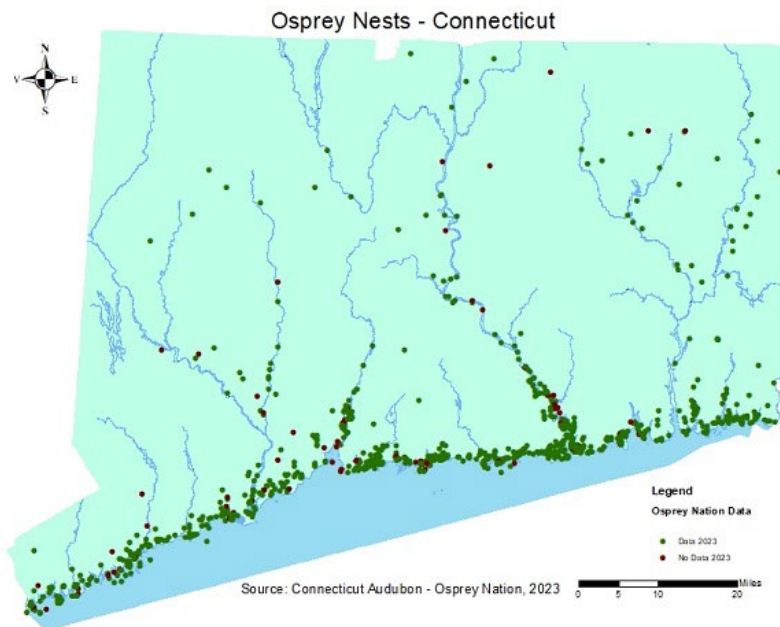 Osprey Nests - Connecticut
N
V E
S
Legend
Osprey Nation Data
Data 2023
No Data 2023
Source: Connecticut Audubon - Osprey Nation, 2023
Miles
0 5 10 20